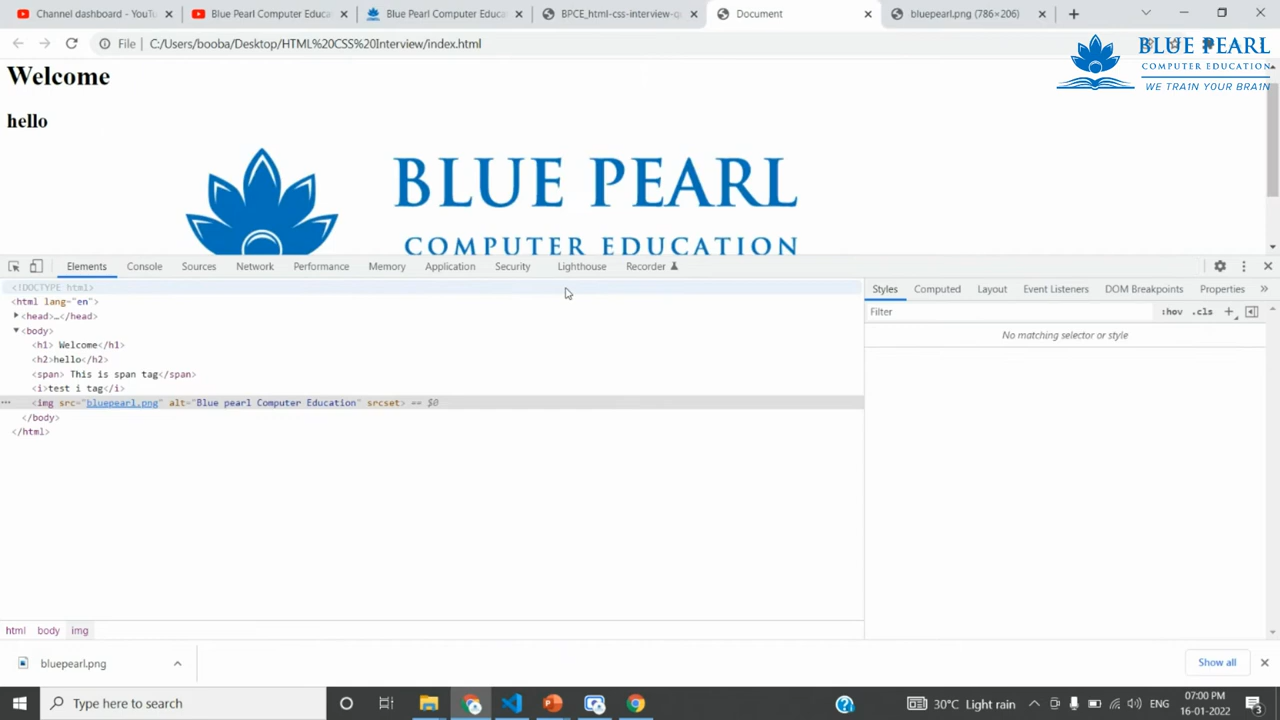 Channel dashboard - YouTu
Blue Pearl Computer Educa
Blue Pearl Computer Educa
BPCE_html-css-interview-q
Document
bluepearl.png (786×206)
File | C:/Users/booba/Desktop/HTML%20CSS%20Interview/index.html
BLUE PEARL
COMPUTER EDUCATION
WE TRAIN YOUR BRAIN
Welcome
hello
BLUE PEARL
COMPUTER EDUCATION
Elements Console Sources Network Performance Memory Application Security Lighthouse Recorder
<!DOCTYPE html>
<html lang="en">
<head>…</head>
<body>
<h1> Welcome</h1>
<h2>hello</h2>
<span> This is span tag</span>
<i>test i tag</i>
<img src="bluepearl.png" alt="Blue pearl Computer Education" srcset> == $0
</body>
</html>
Styles Computed Layout Event Listeners DOM Breakpoints Properties
Filter
:hov .cls
No matching selector or style
html body img
bluepearl.png
Show all
Type here to search
30°C Light rain
ENG
07:00 PM
16-01-2022
3